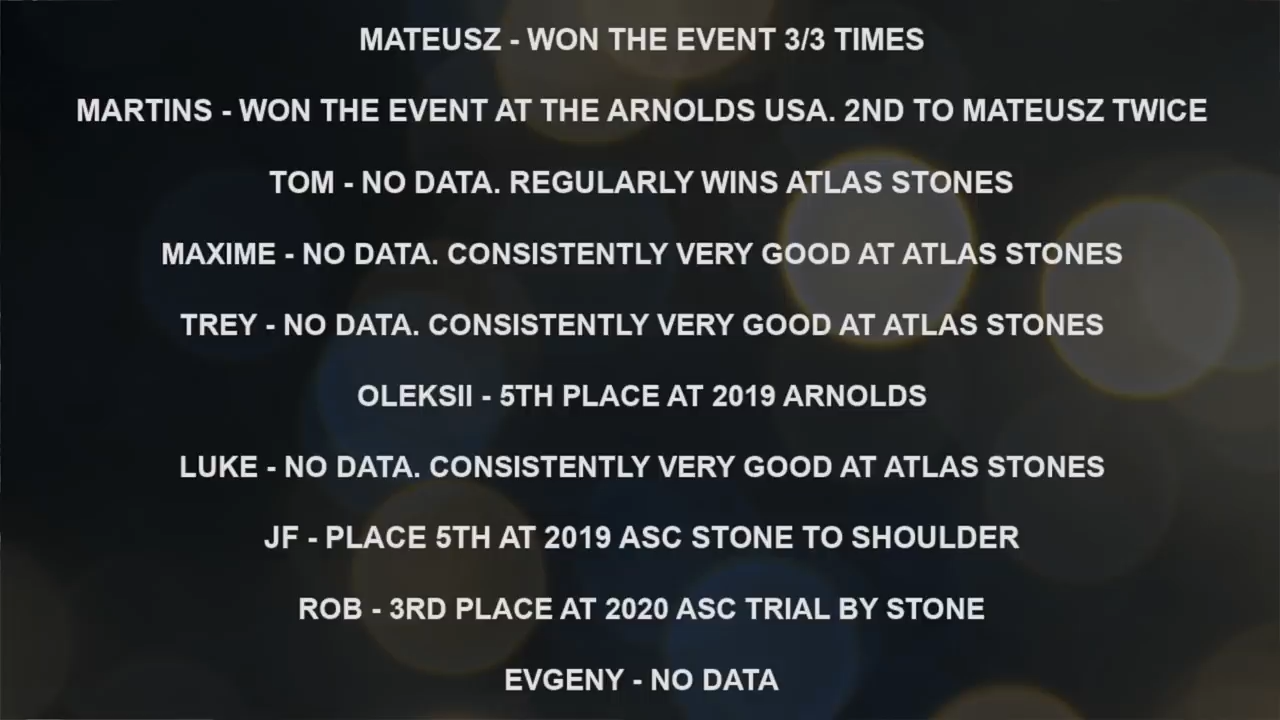 MATEUSZ - WON THE EVENT 3/3 TIMES
MARTINS - WON THE EVENT AT THE ARNOLDS USA. 2ND TO MATEUSZ TWICE
TOM - NO DATA. REGULARLY WINS ATLAS STONES
MAXIME - NO DATA. CONSISTENTLY VERY GOOD AT ATLAS STONES
TREY - NO DATA. CONSISTENTLY VERY GOOD AT ATLAS STONES
OLEKSII - 5TH PLACE AT 2019 ARNOLDS
LUKE - NO DATA. CONSISTENTLY VERY GOOD AT ATLAS STONES
JF - PLACE 5TH AT 2019 ASC STONE TO SHOULDER
ROB - 3RD PLACE AT 2020 ASC TRIAL BY STONE
EVGENY - NO DATA